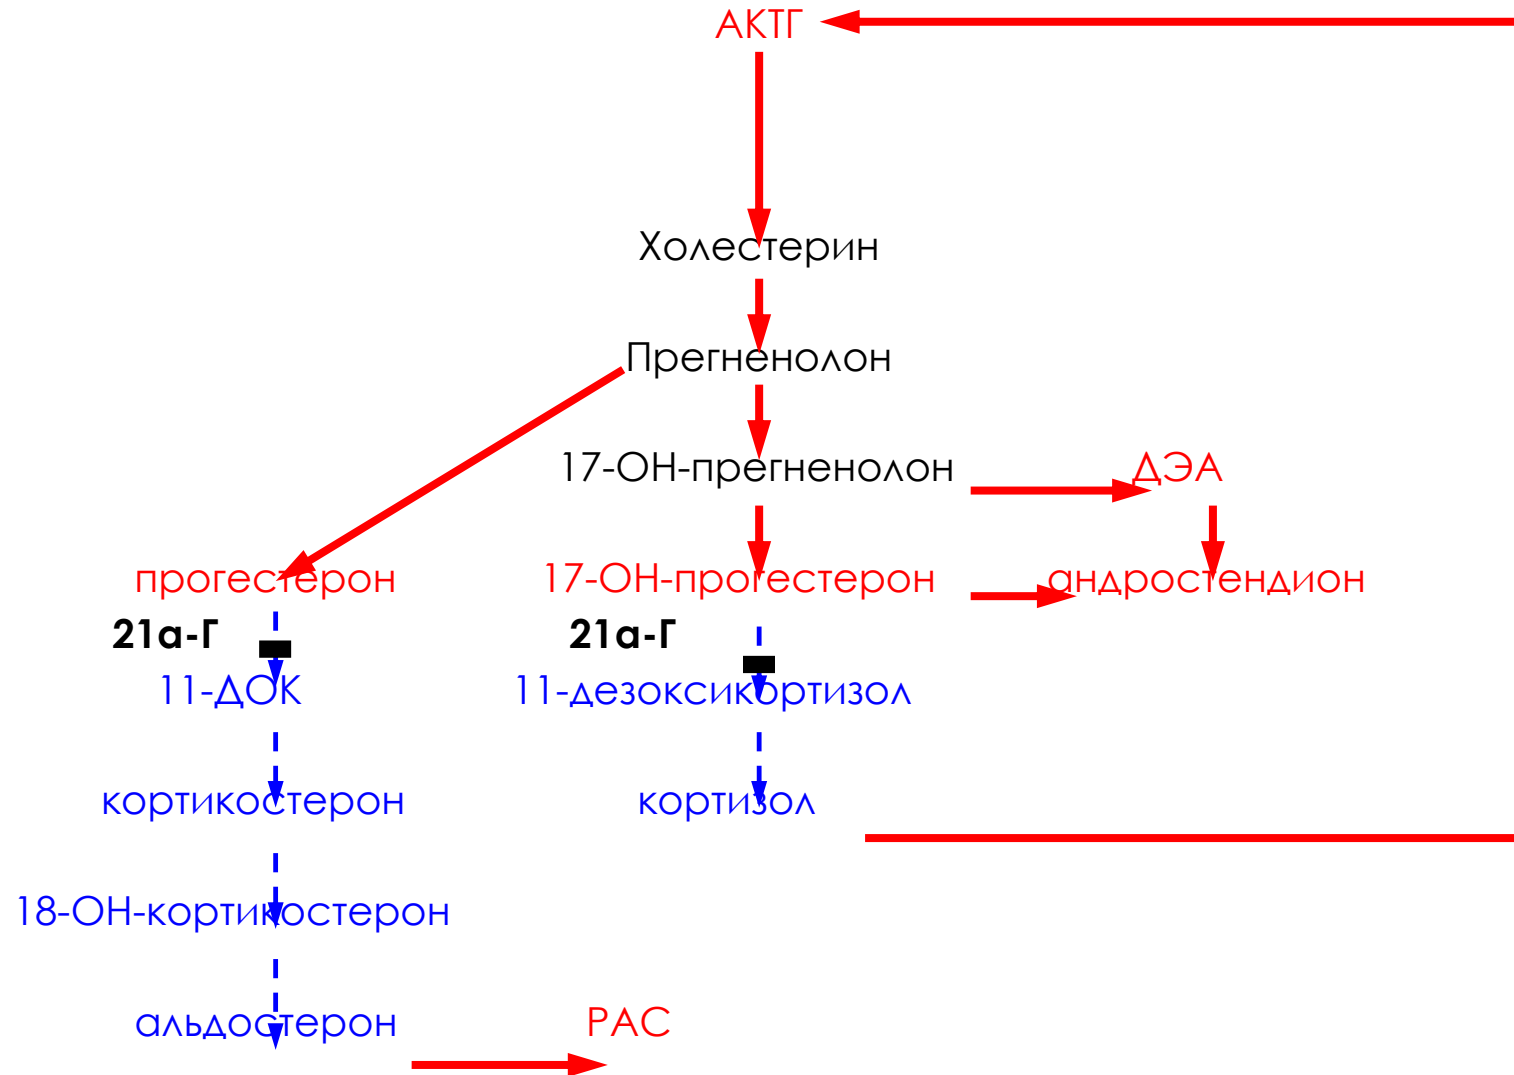 АКТГ
Холестерин
Прегненолон
17-ОН-прегненолон ДЭА
прогестерон 17-ОН-прогестерон андростендион
21а-Г 21а-Г
11-ДОК 11-дезоксикортизол
кортикостерон кортизол
18-ОН-кортикостерон
альдостерон РАС